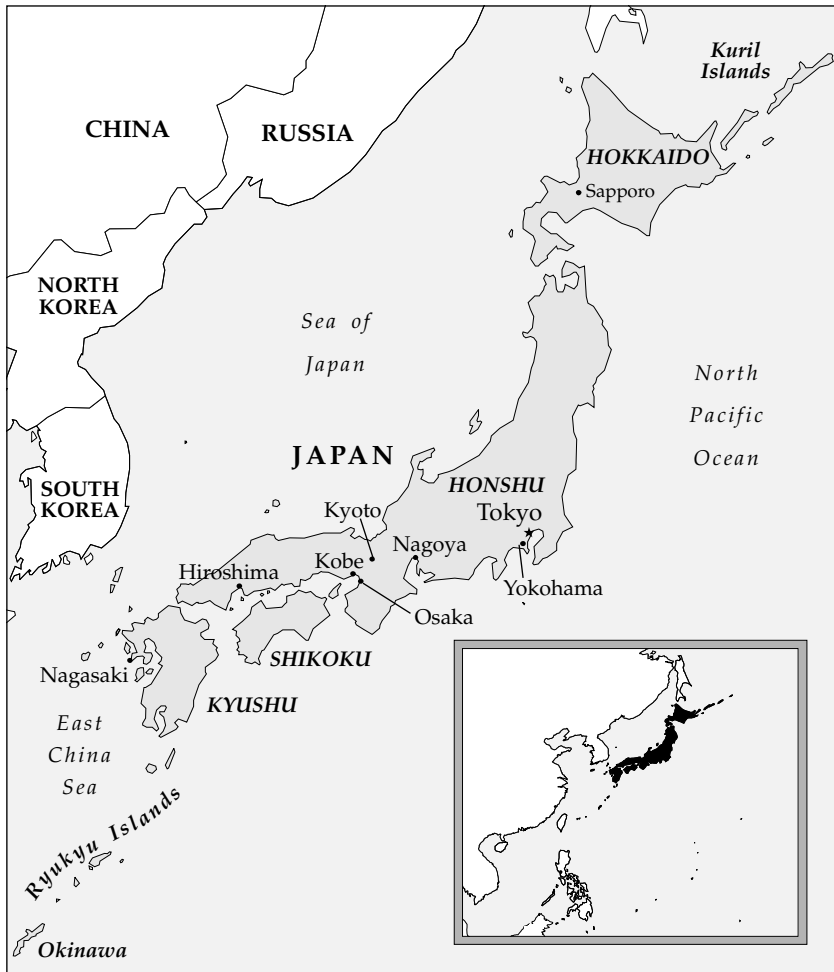 Kuril
Islands
CHINA
RUSSIA
HOKKAIDO
Sapporo
NORTH
KOREA
Sea of
Japan
North
Pacific
Ocean
JAPAN
SOUTH
KOREA
HONSHU
Kyoto
Tokyo
Nagoya
Kobe
Hiroshima
Yokohama
Osaka
SHIKOKU
Nagasaki
KYUSHU
East
China
Sea
Ryukyu Islands
Okinawa